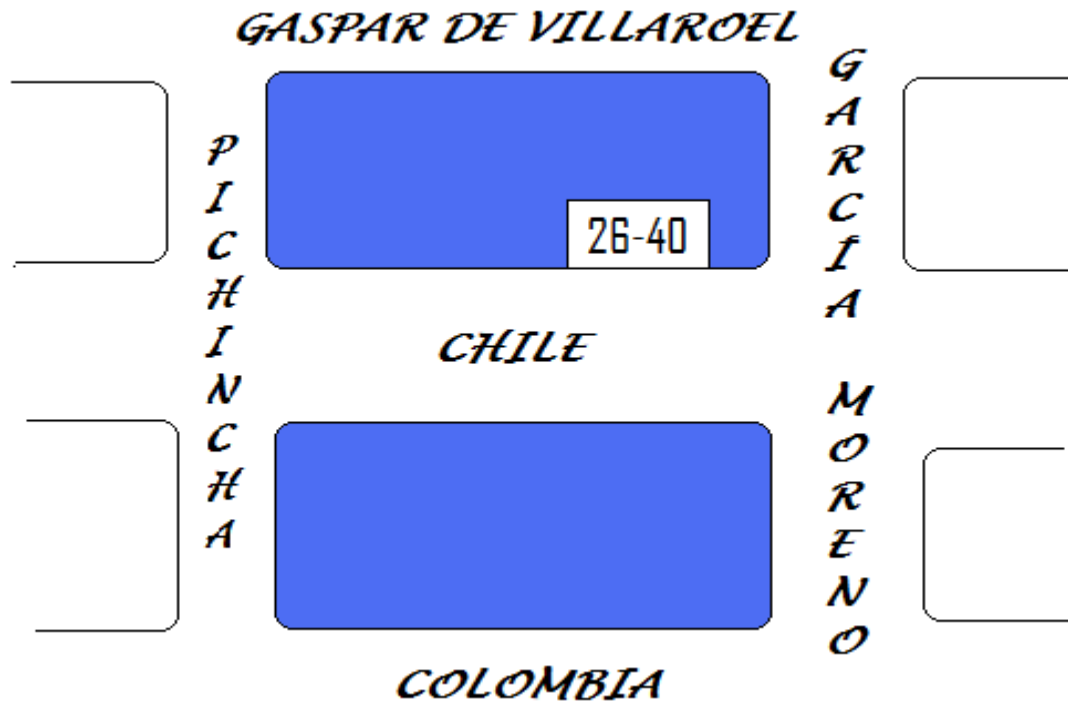 GASPAR DE VILLAROEL
PICHINCHA
GARCÍA MORENO
26-40
CHILE
COLOMBIA